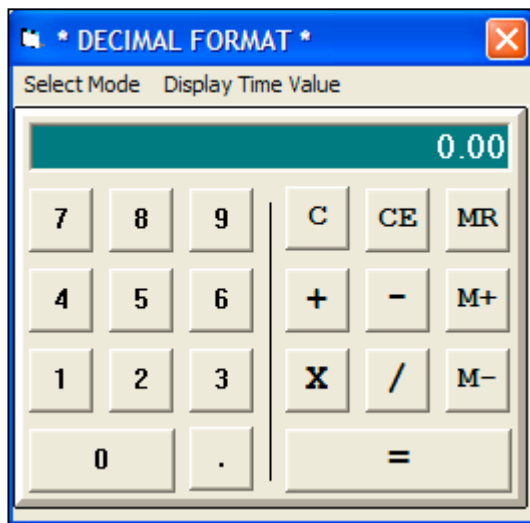 * DECIMAL FORMAT *
Select Mode Display Time Value
0.00
7 8 9 C CE MR
4 5 6 + - M+
1 2 3 X / M-
0 . =